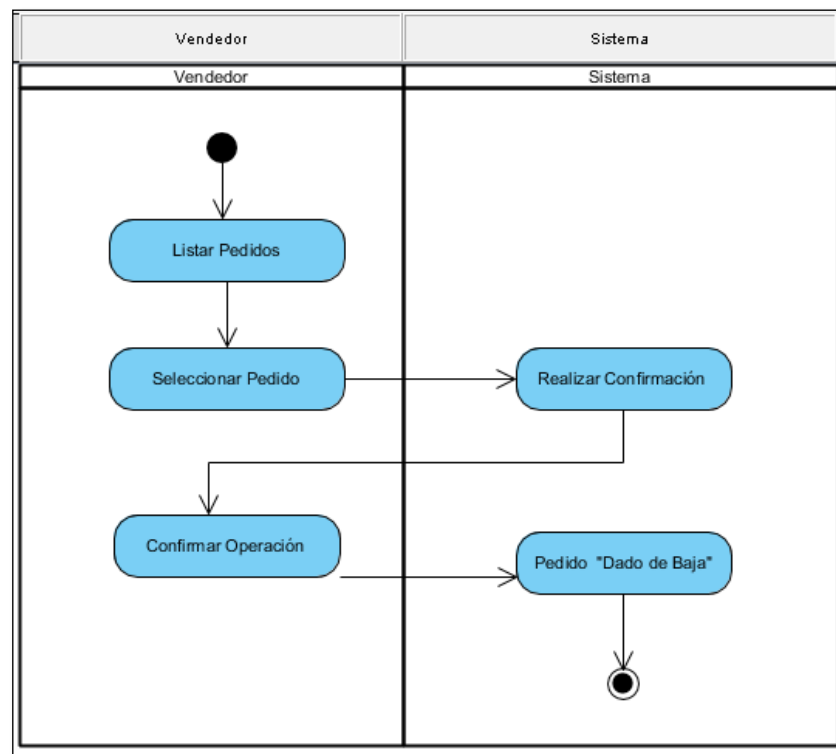 Vendedor
Sistema
Vendedor
Sistema
Listar Pedidos
Seleccionar Pedido
Realizar Confirmación
Confirmar Operación
Pedido "Dado de Baja"